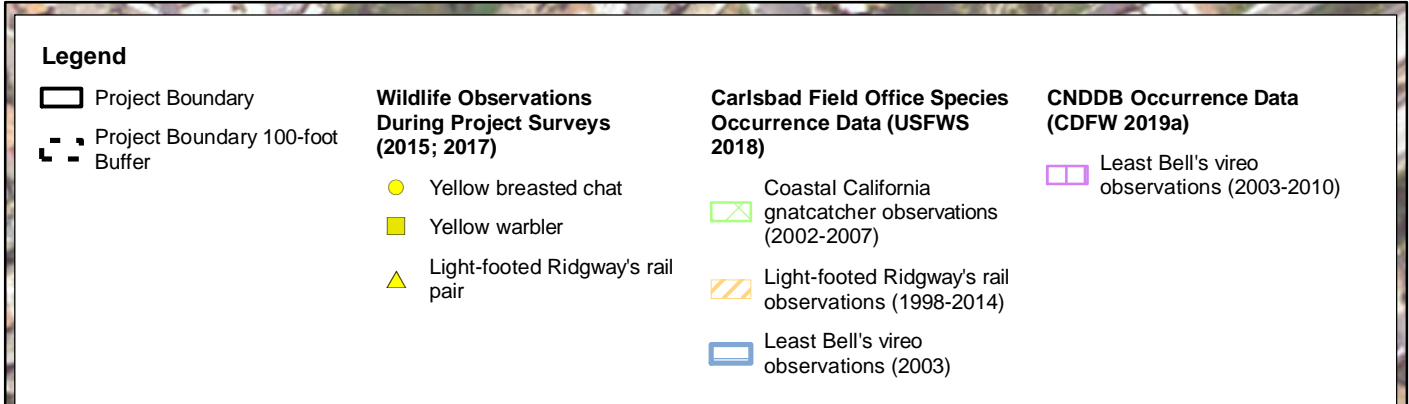 Legend
Project Boundary
Project Boundary 100-foot
Buffer
Wildlife Observations
During Project Surveys
(2015; 2017)
Yellow breasted chat
Yellow warbler
Light-footed Ridgway's rail
pair
Carlsbad Field Office Species
Occurrence Data (USFWS
2018)
Coastal California
gnatcatcher observations
(2002-2007)
Light-footed Ridgway's rail
observations (1998-2014)
Least Bell's vireo
observations (2003)
CNDDB Occurrence Data
(CDFW 2019a)
Least Bell's vireo
observations (2003-2010)